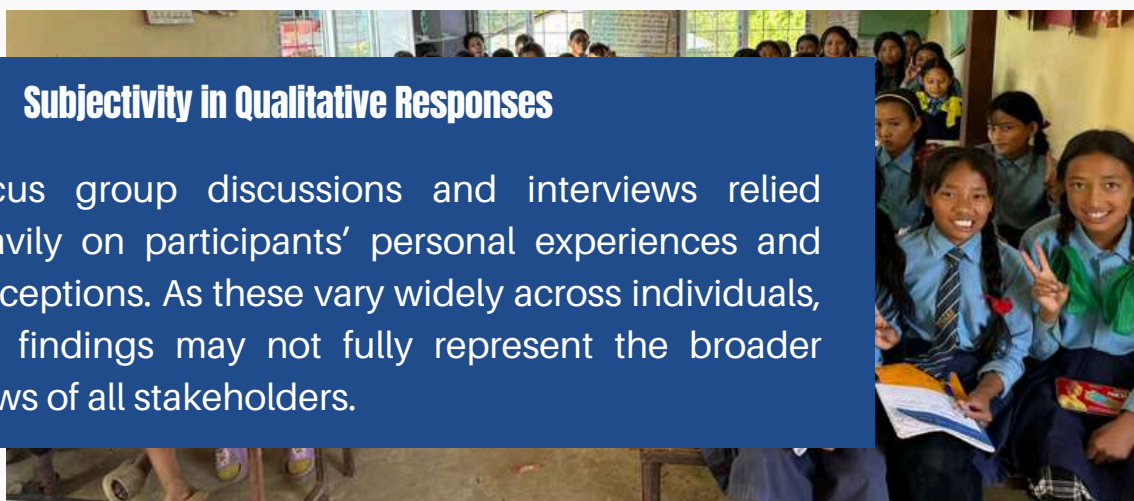 Subjectivity in Qualitative Responses
cus group discussions and interviews relied
avily on participants’ personal experiences and
ceptions. As these vary widely across individuals,
findings may not fully represent the broader
ws of all stakeholders.